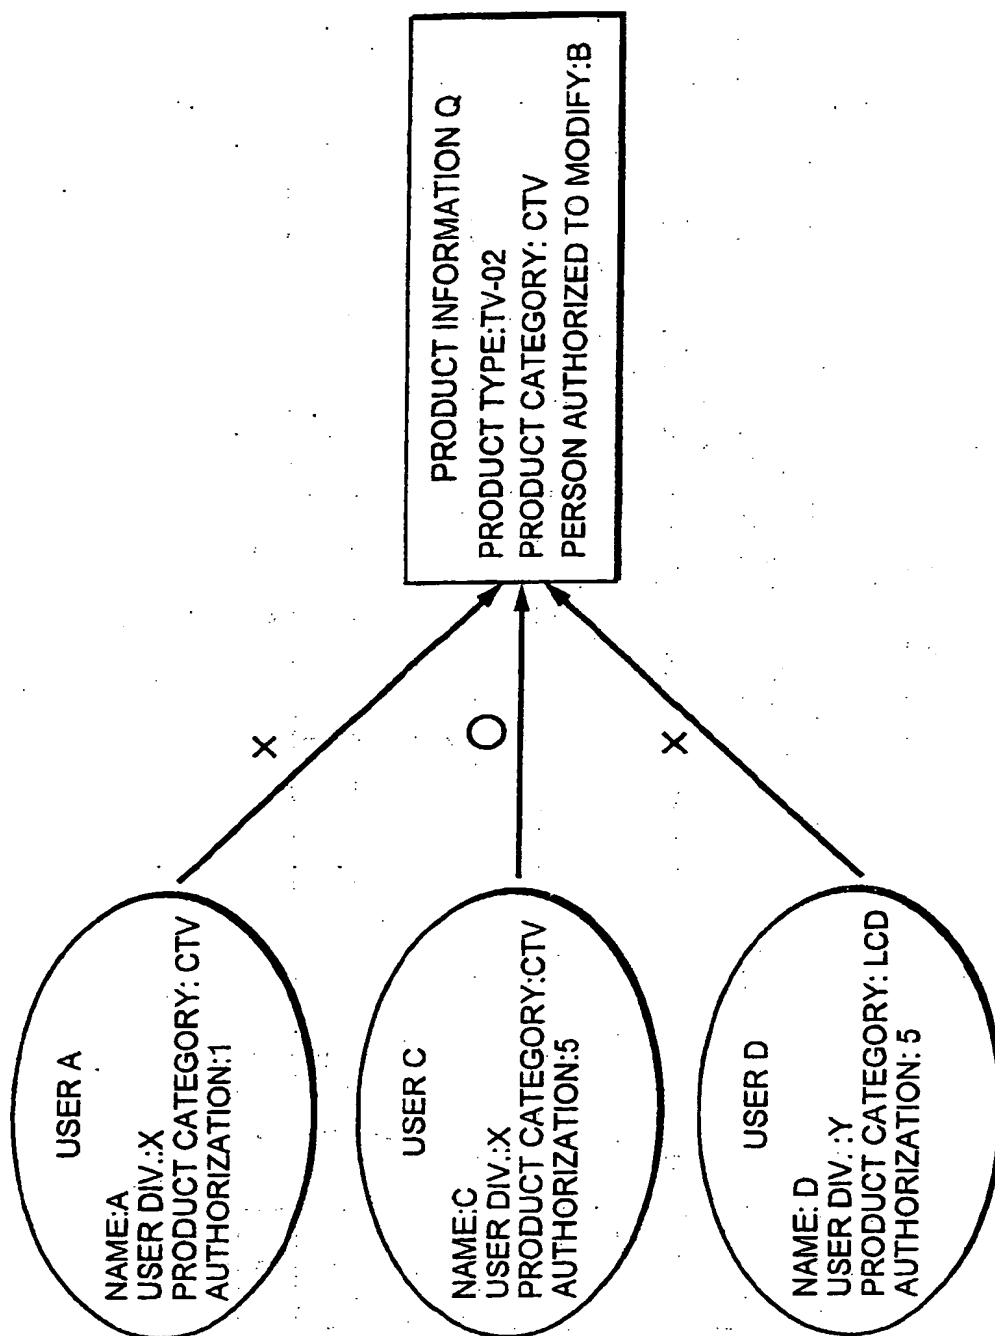 USER A
NAME:A
USER DIV.:X
PRODUCT CATEGORY: CTV
AUTHORIZATION:1
X
USER C
NAME:C
USER DIV.:X
PRODUCT CATEGORY:CTV
AUTHORIZATION:5
O
USER D
NAME: D
USER DIV. :Y
PRODUCT CATEGORY: LCD
AUTHORIZATION: 5
X
PRODUCT INFORMATION Q
PRODUCT TYPE:TV-02
PRODUCT CATEGORY: CTV
PERSON AUTHORIZED TO MODIFY:B